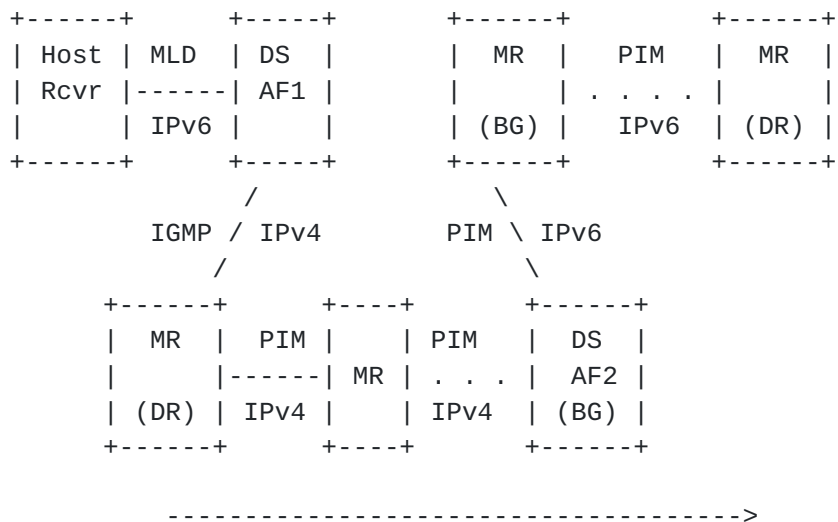 +------+      +-----+       +------+         +------+
| Host | MLD  | DS  |       |  MR  |   PIM   |  MR  |
| Rcvr |------| AF1 |       |      | . . . . |      |
|      | IPv6 |     |       | (BG) |   IPv6  | (DR) |
+------+      +-----+       +------+         +------+
/               \
IGMP / IPv4        PIM \ IPv6
/                   \
+------+      +----+       +------+
|  MR  |  PIM |    | PIM   |  DS  |
|      |------| MR | . . . |  AF2 |
| (DR) | IPv4 |    | IPv4  | (BG) |
+------+      +----+       +------+
------------------------------------->